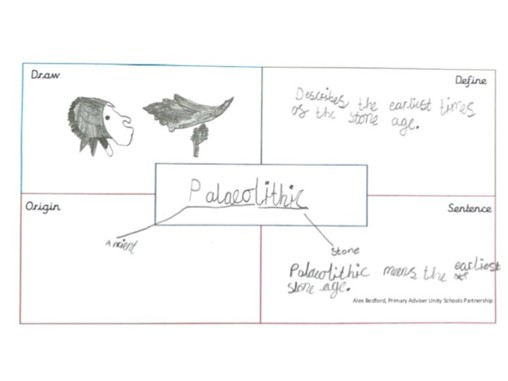 Draw
Define
Describes the earliest times
of the stone age.
Palaeolithic
Origin
Sentence
Ancient
Stone
Palaeolithic means the earliest
stone age.
Alex Bedford, Primary Adviser Unity Schools Partnership